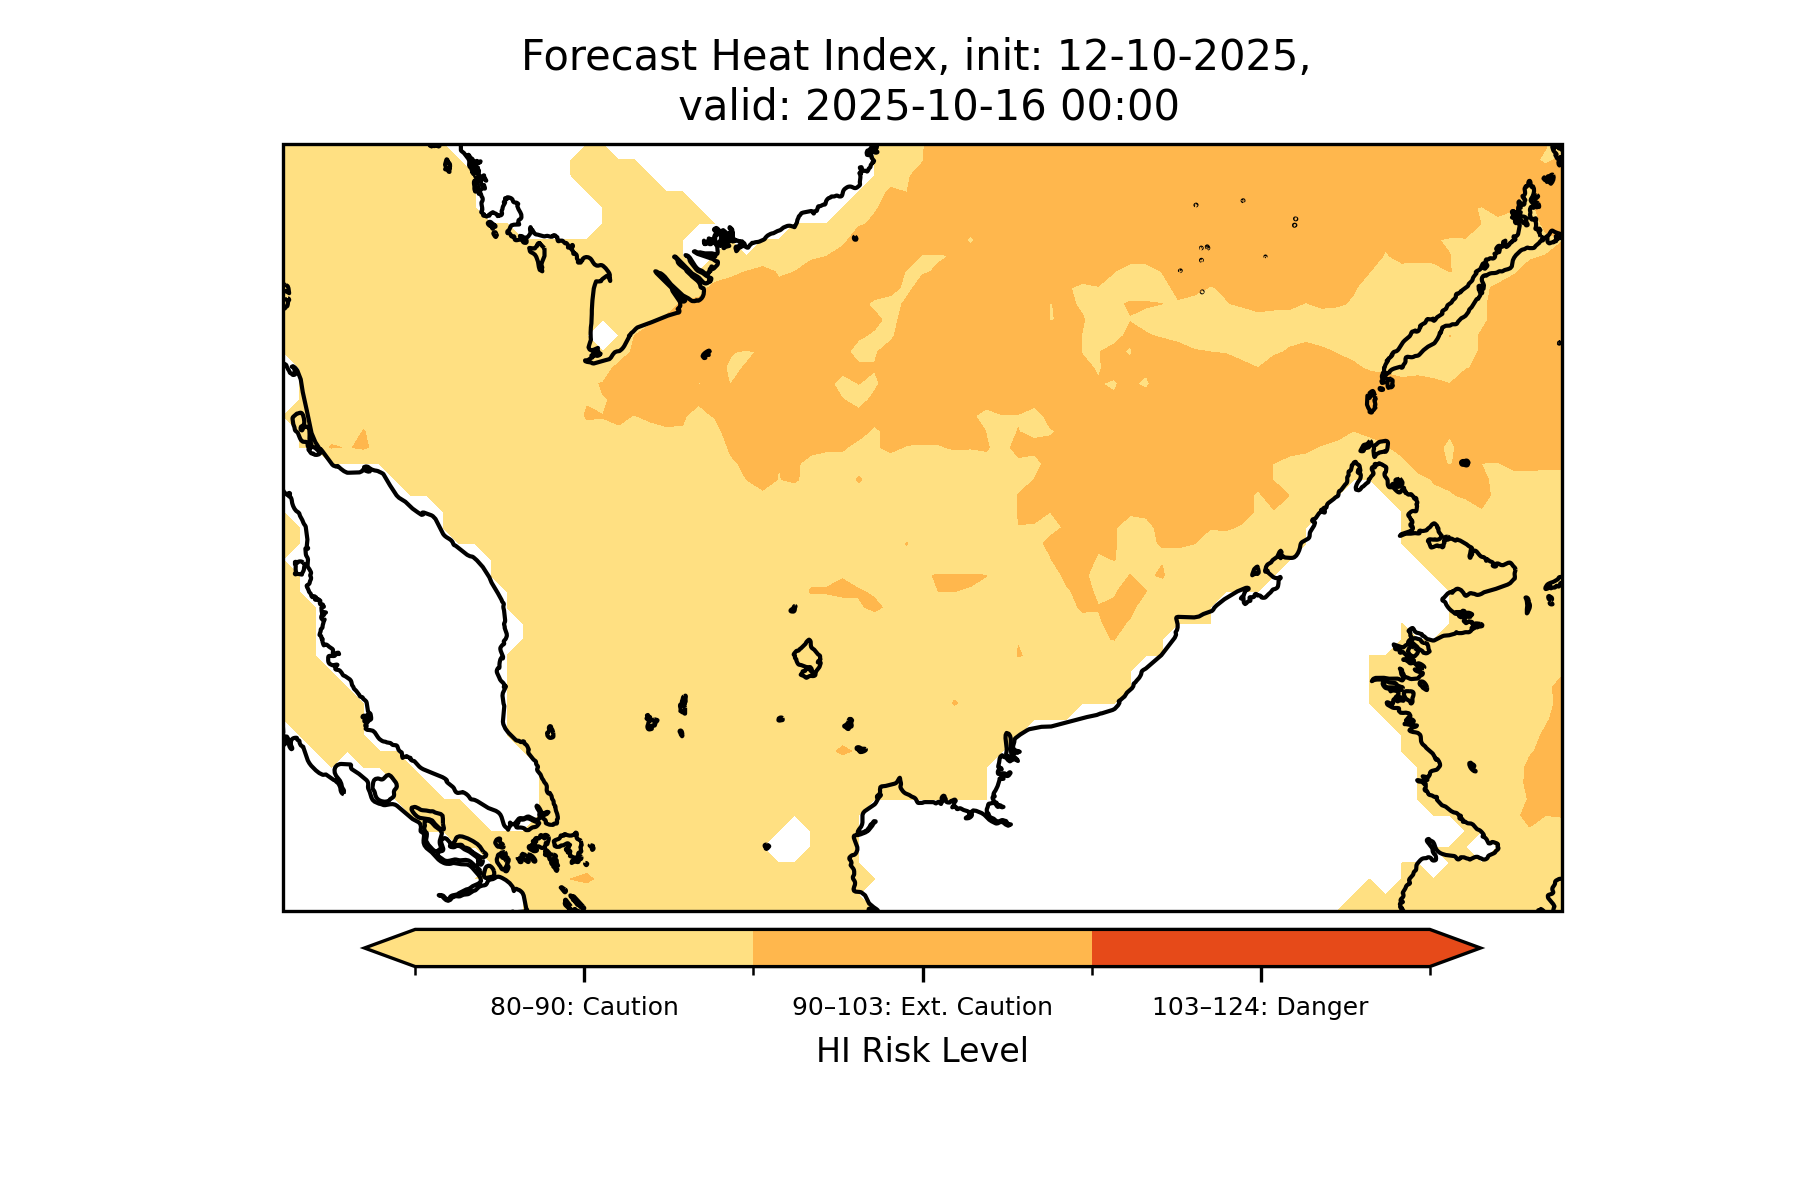 Forecast Heat Index, init: 12-10-2025,
valid: 2025-10-16 00:00
80–90: Caution
90–103: Ext. Caution
103–124: Danger
HI Risk Level